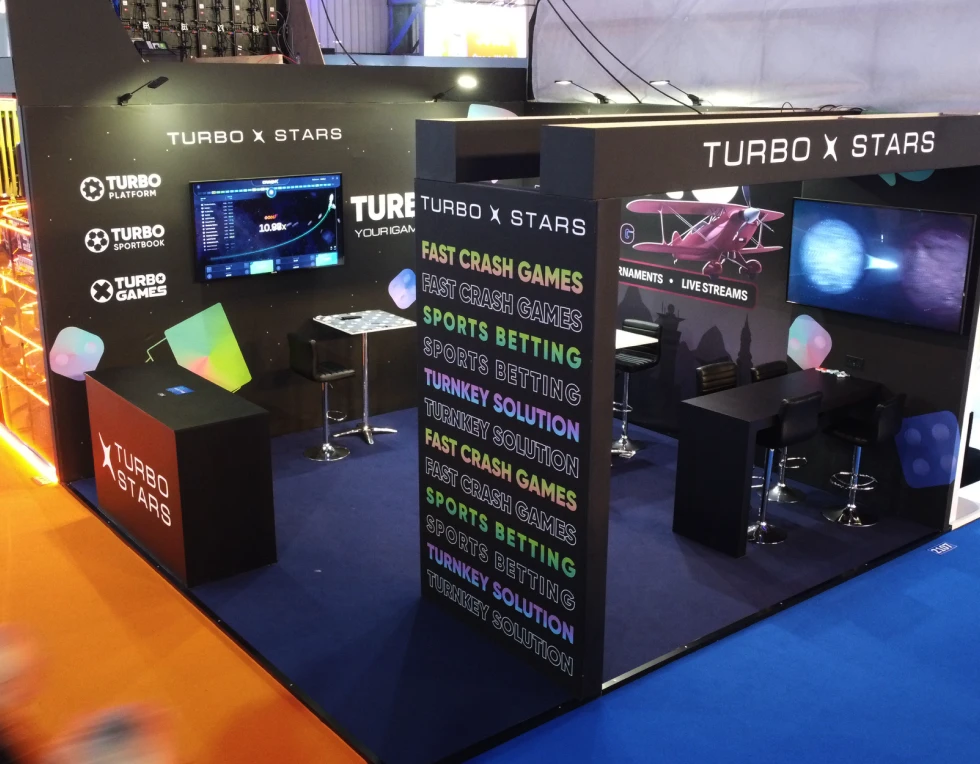 TURBO X STARS
TURBO
PLATFORM
TURBO
SPORTBOOK
TURBO
GAMES
10.98x
TURB
YOUR IGAM
TURBO
STARS
TURBO X STARS
FAST CRASH GAMES
FAST CRASH GAMES
SPORTS BETTING
SPORTS BETTING
TURNKEY SOLUTION
TURNKEY SOLUTION
FAST CRASH GAMES
FAST CRASH GAMES
SPORTS BETTING
SPORTS BETTING
TURNKEY SOLUTION
TURNKEY SOLUTION
TURBO X STARS
G
RNAMENTS • LIVE STREAMS